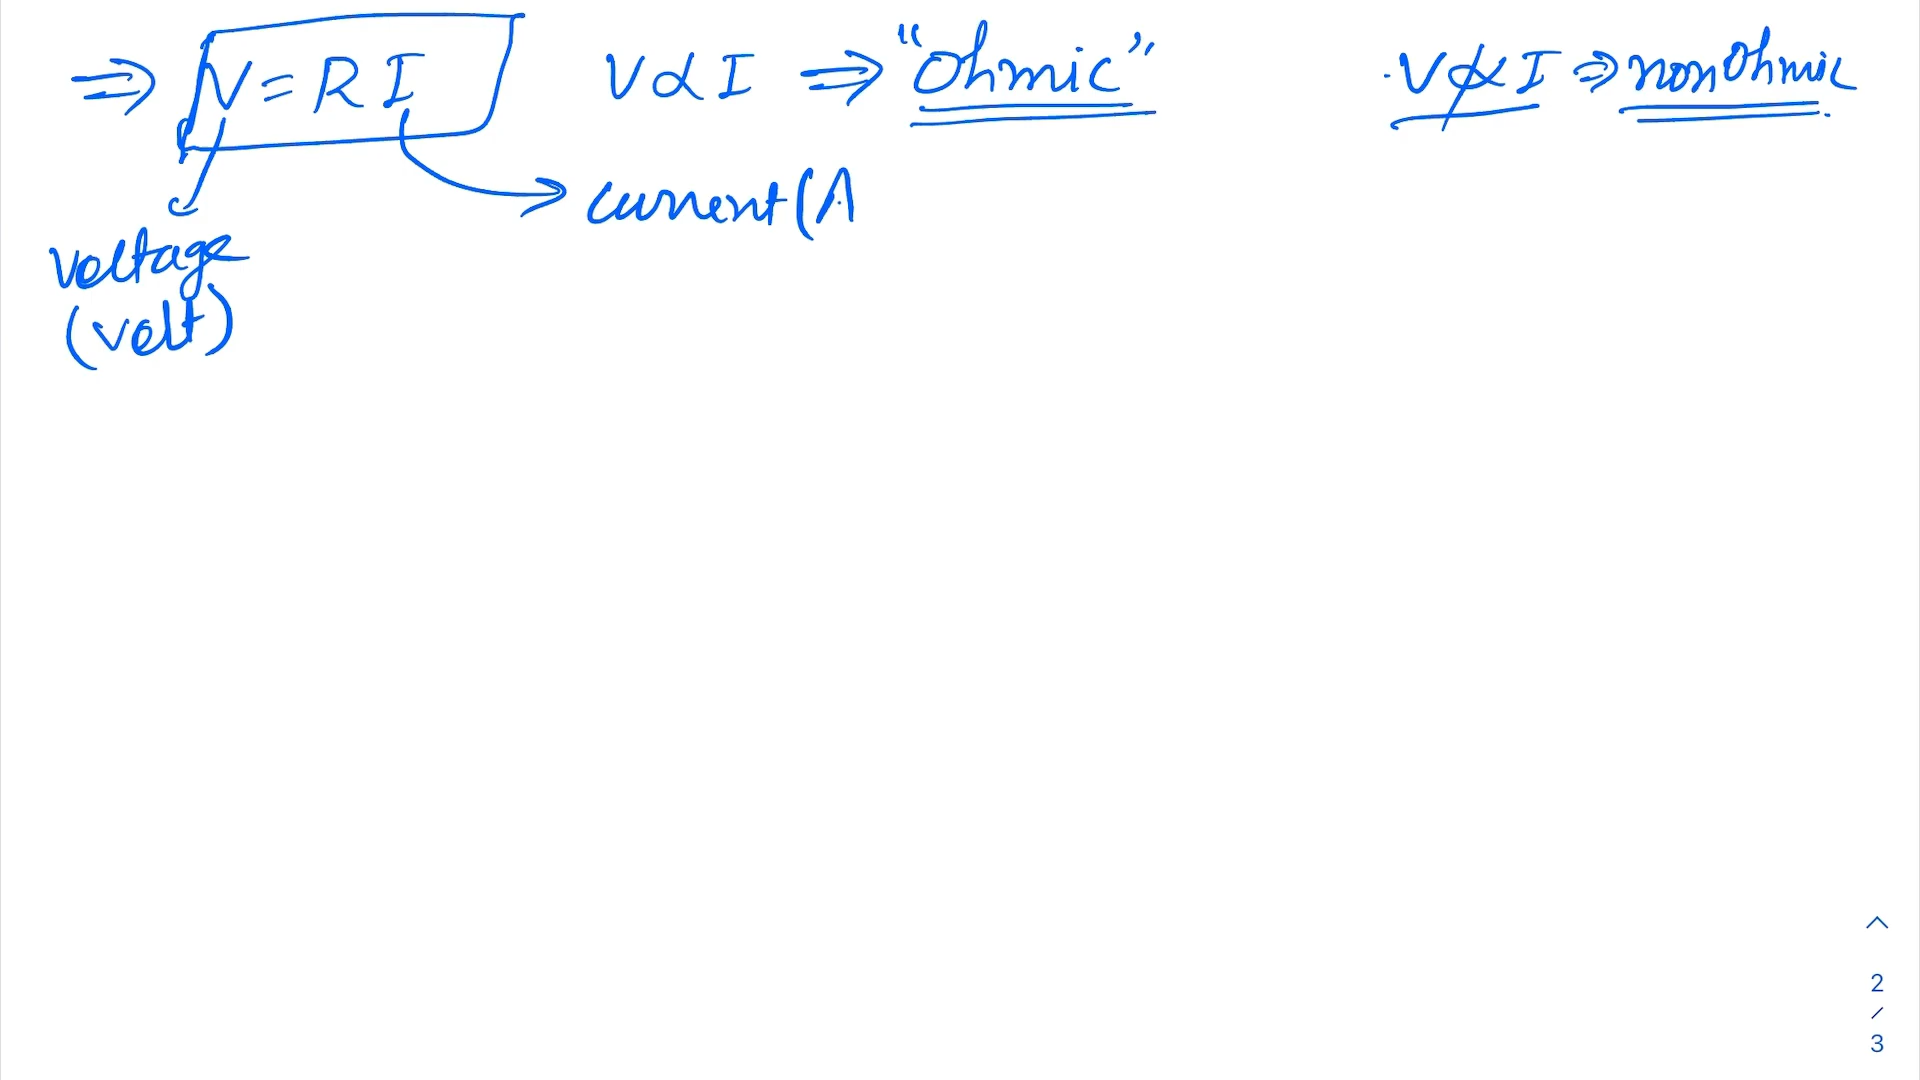 ⇒ V = R I V ∝ I ⇒ "Ohmic" V ∝̸ I ⇒ nonohmic
current (A
voltage
(volt)
2
/
3